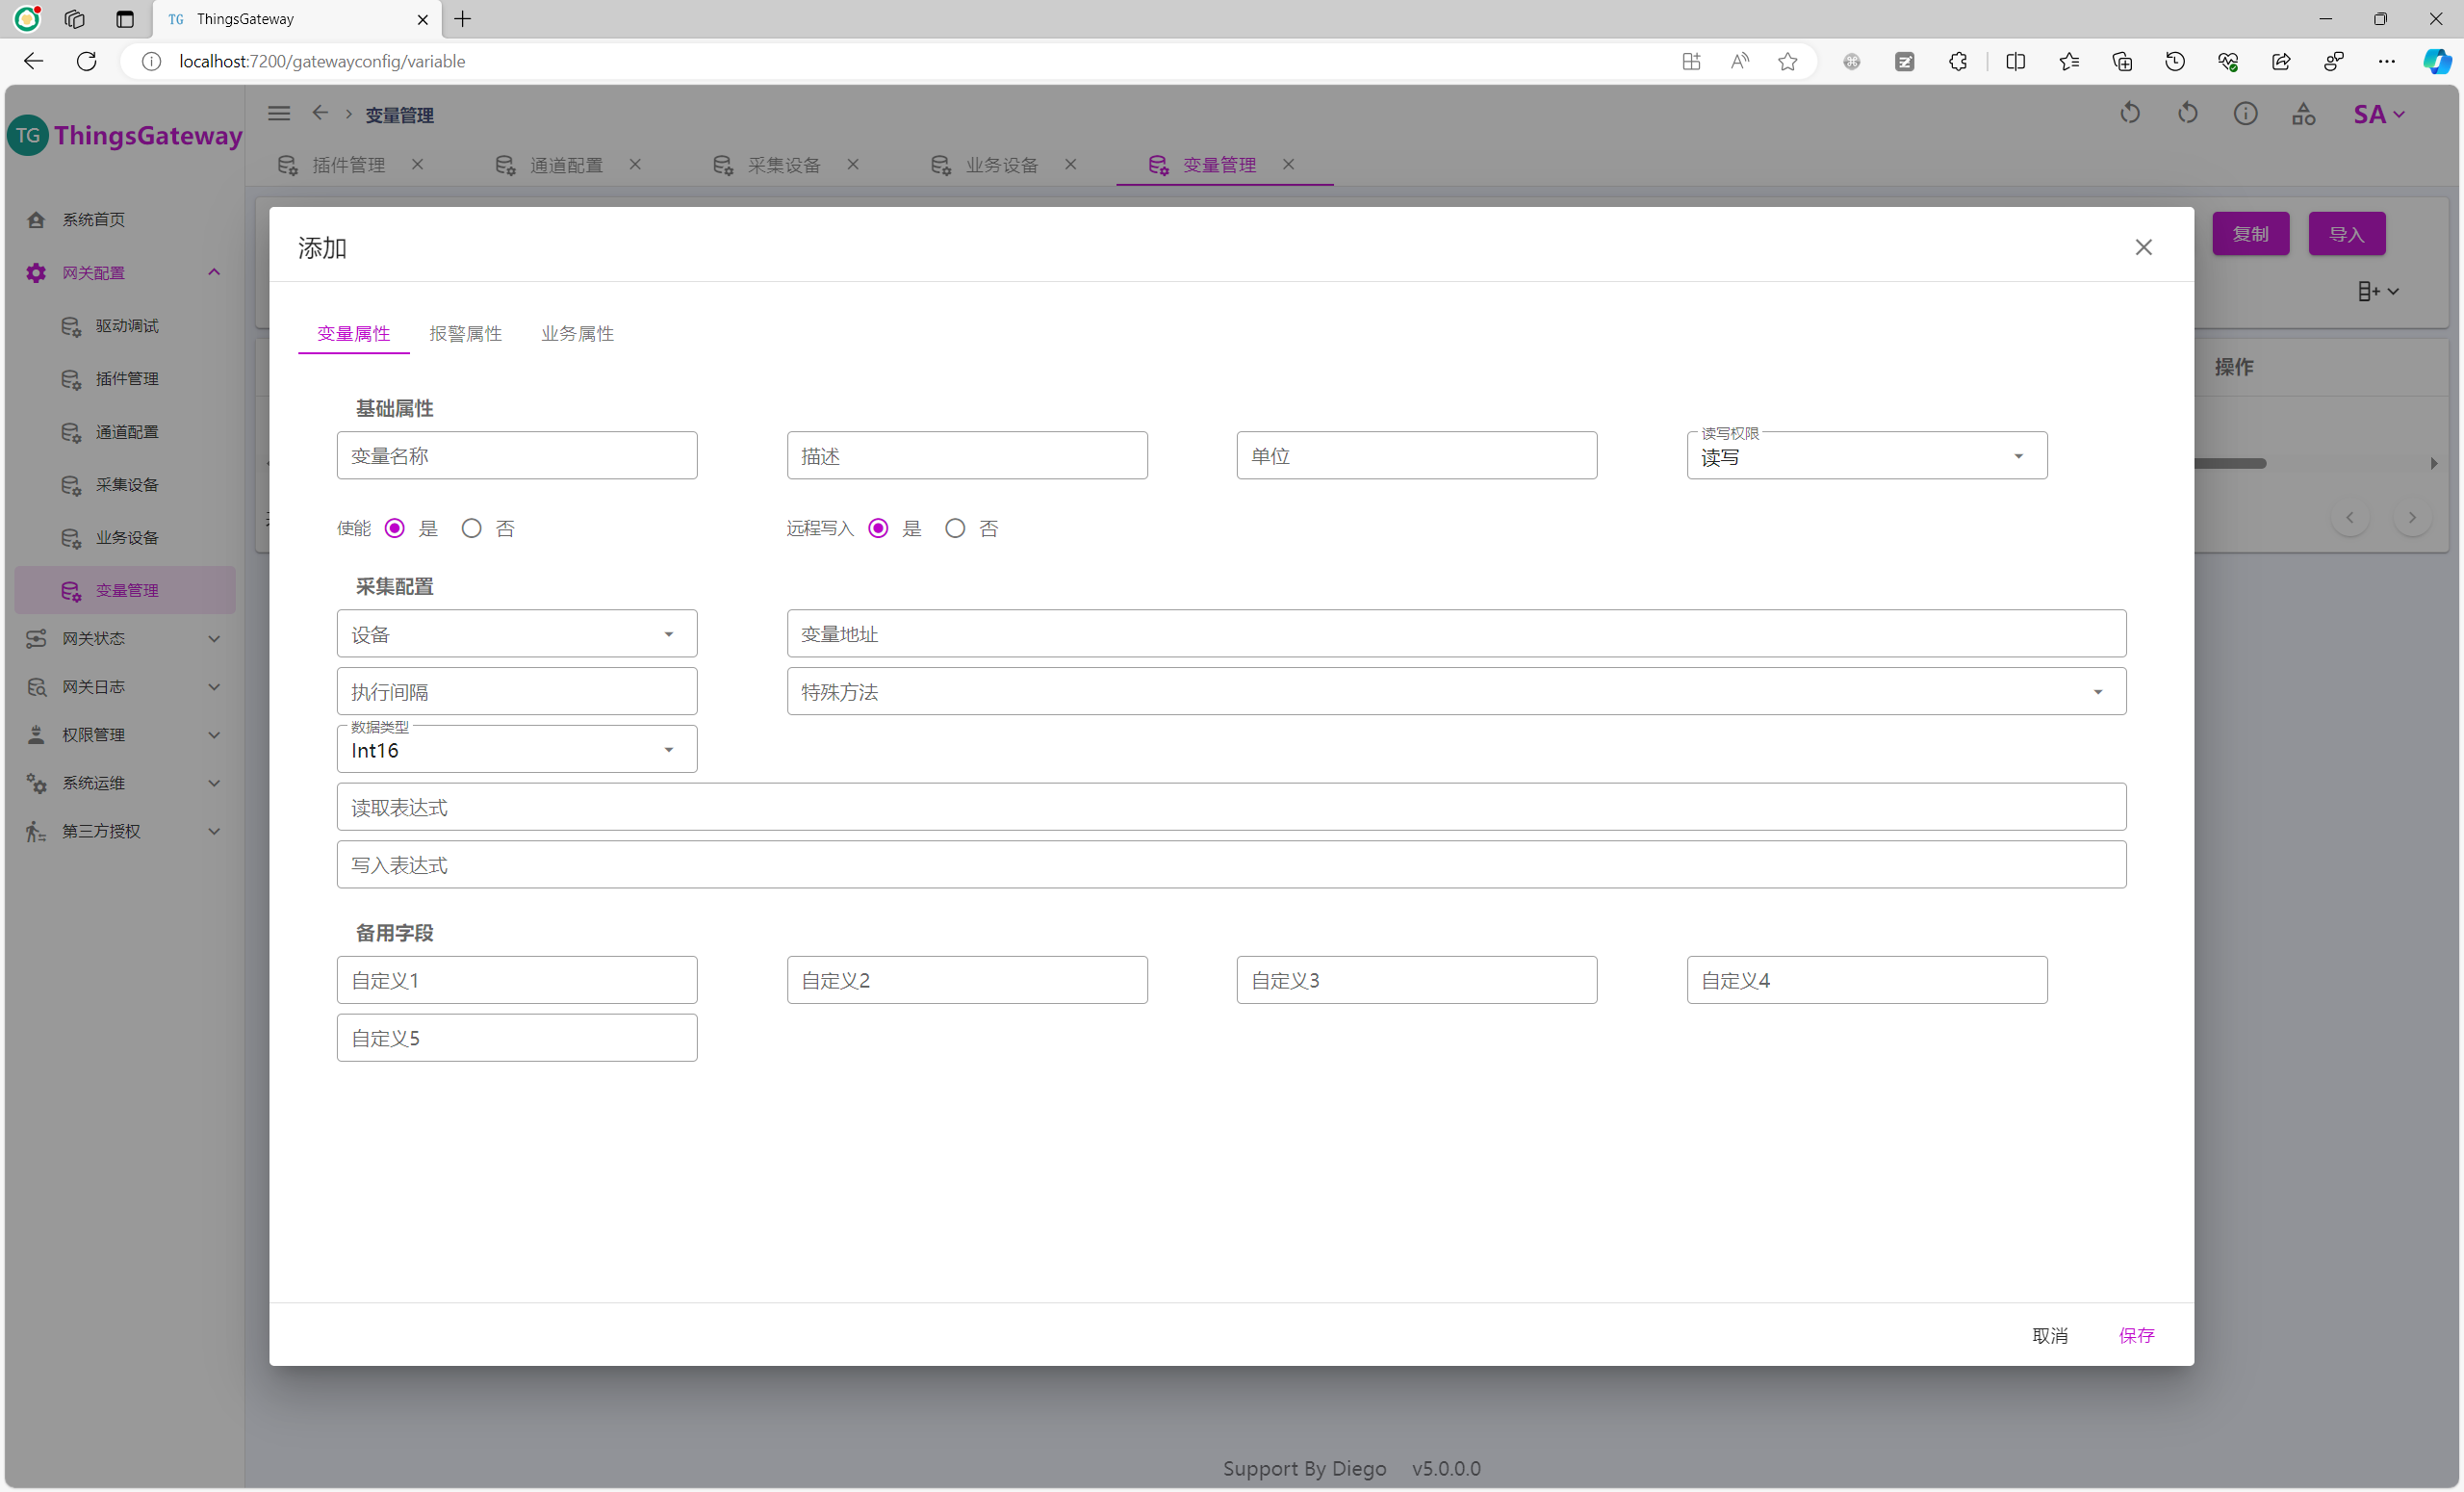 TG ThingsGateway
localhost:7200/gatewayconfig/variable
TG ThingsGateway
变量管理
SA
插件管理
通道配置
采集设备
业务设备
变量管理
系统首页
网关配置
驱动调试
插件管理
通道配置
采集设备
业务设备
变量管理
网关状态
网关日志
权限管理
系统运维
第三方授权
复制
导入
操作
添加
变量属性
报警属性
业务属性
基础属性
变量名称
描述
单位
读写权限
读写
使能 是 否
远程写入 是 否
采集配置
设备
变量地址
执行间隔
特殊方法
数据类型
Int16
读取表达式
写入表达式
备用字段
自定义1
自定义2
自定义3
自定义4
自定义5
取消
保存
Support By Diego v5.0.0.0